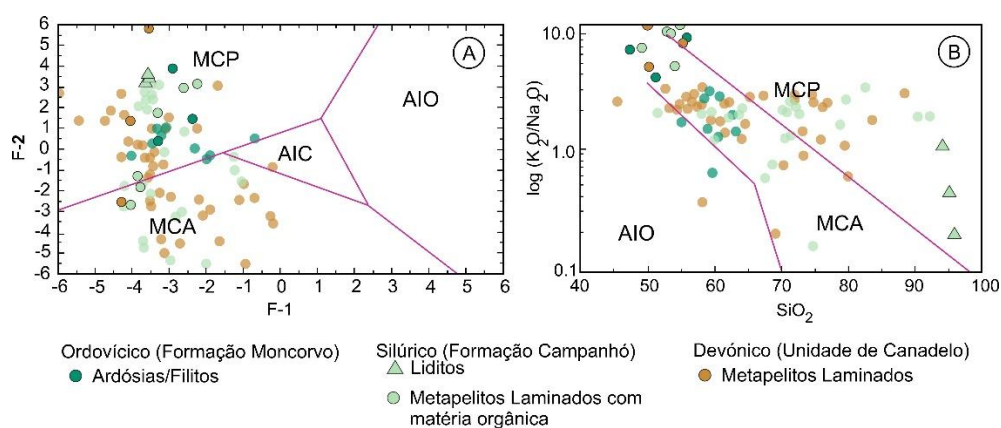 6
5
4
3
2
1
0
-1
-2
-3
-4
-5
-6
F-2
MCP
A
AIO
AIC
MCA
-6 -5 -4 -3 -2 -1 0 1 2 3 4 5 6
F-1
10.0
1.0
0.1
log (K2O/Na2O)
B
MCP
AIO
MCA
40 50 60 70 80 90 100
SiO2
Ordovícico (Formação Moncorvo)
Ardósias/Filitos
Silúrico (Formação Campanhó)
Liditos
Metapelitos Laminados com
matéria orgânica
Devónico (Unidade de Canadelo)
Metapelitos Laminados